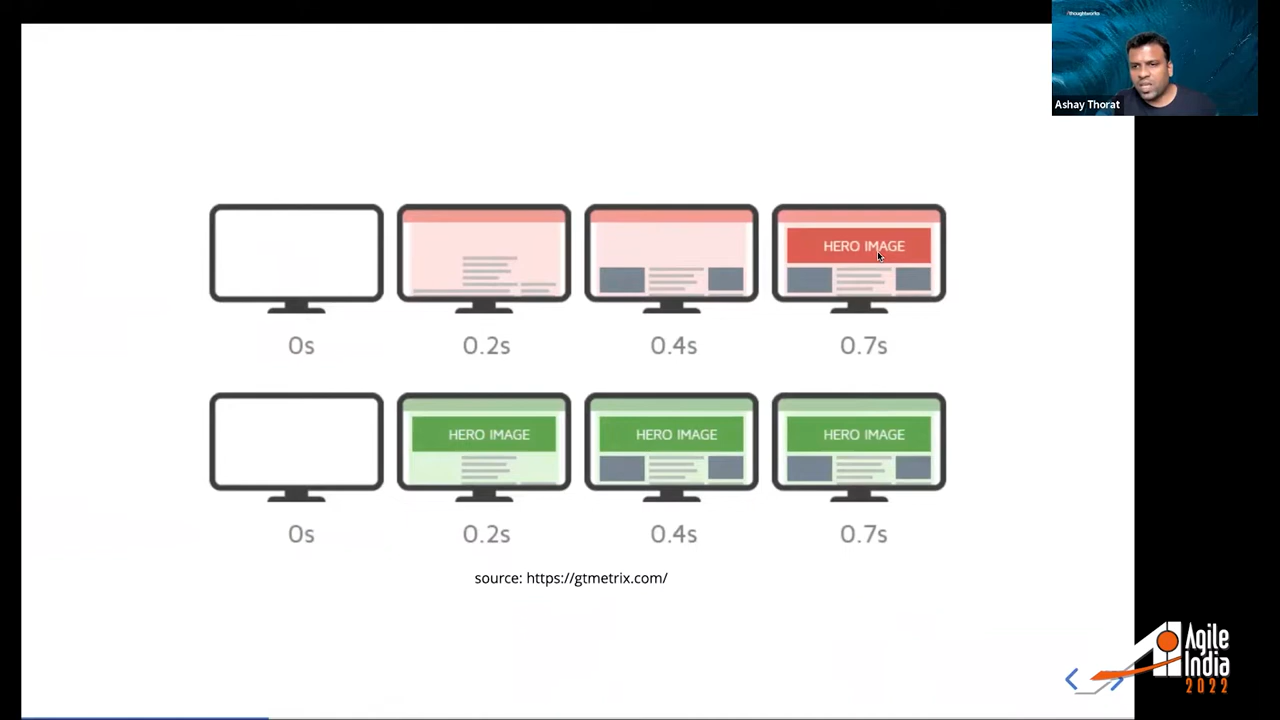 /thoughtworks
Ashay Thorat
HERO IMAGE
0s
0.2s
0.4s
0.7s
HERO IMAGE
HERO IMAGE
HERO IMAGE
0s
0.2s
0.4s
0.7s
source: https://gtmetrix.com/
Agile
India
2022